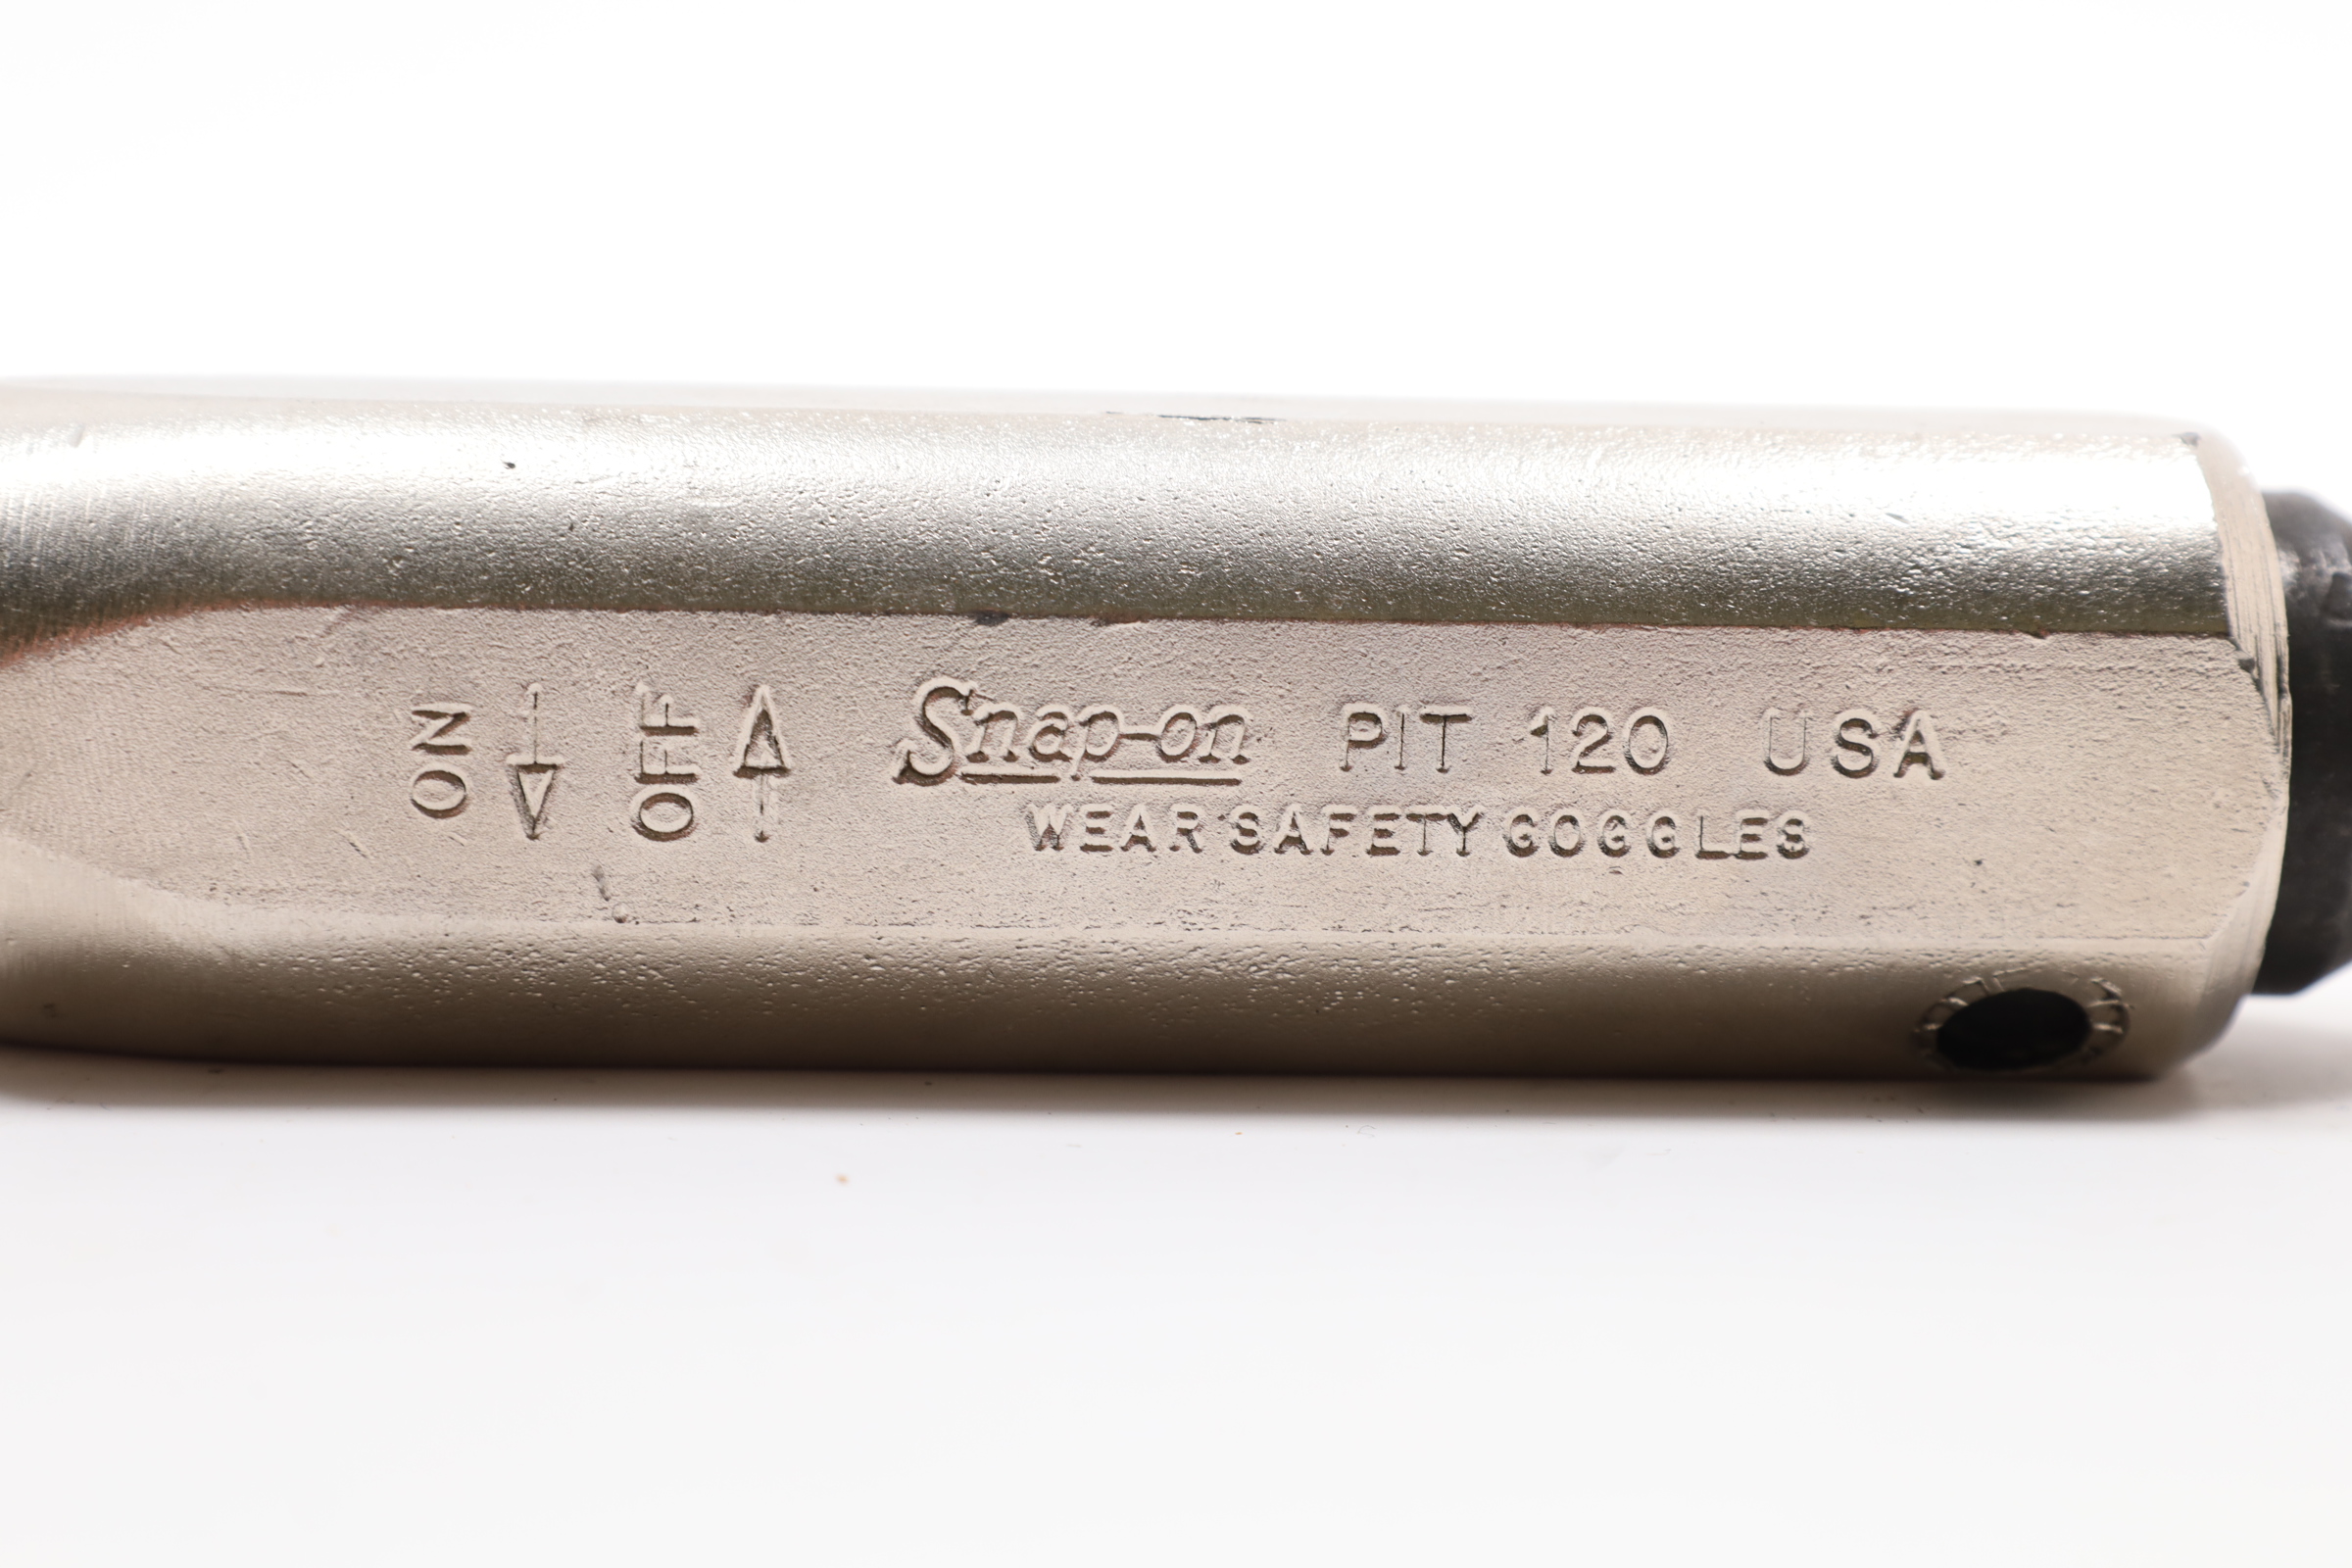 ON
OFF
Snap-on PIT 120 USA
WEAR SAFETY GOGGLES